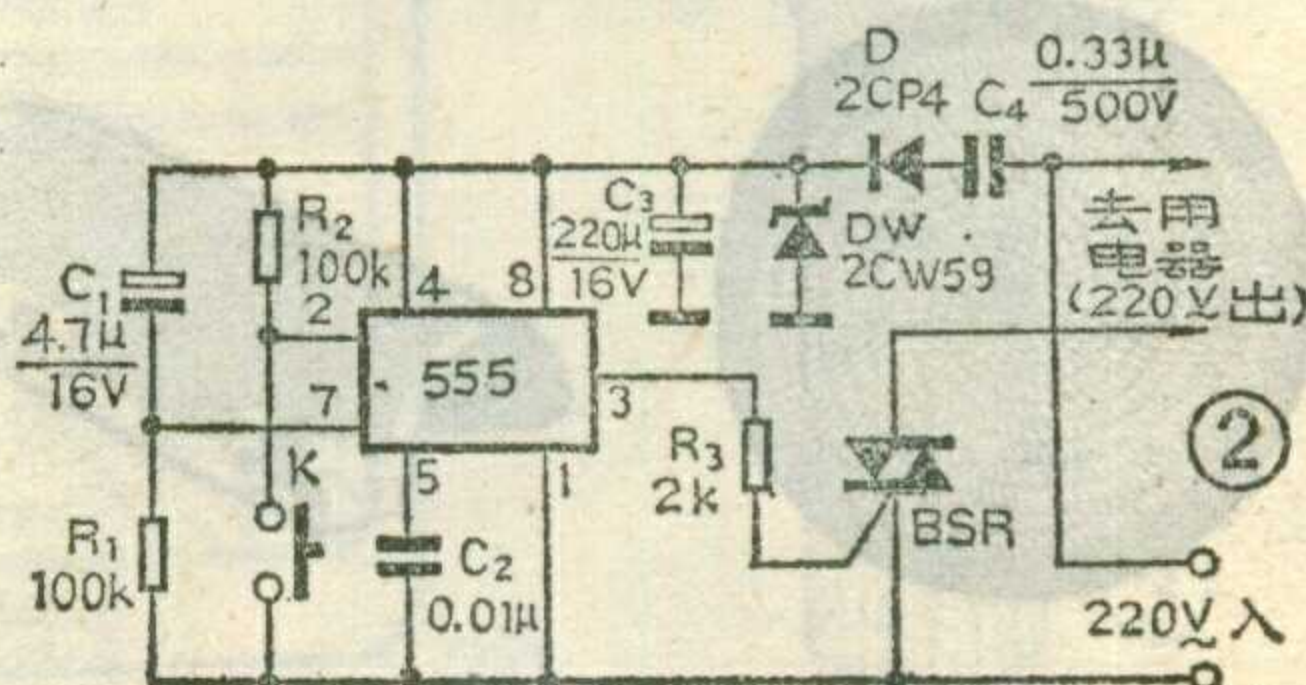 D
2CP4
C₄
0.33μ
500V
去用
电器
(220V出)
DW
2CW59
C₃
220μ
16V
R₂
100k
C₁
4.7μ
16V
2
4
8
7
555
3
5
1
R₁
100k
K
C₂
0.01μ
R₃
2k
BSR
②
220V入